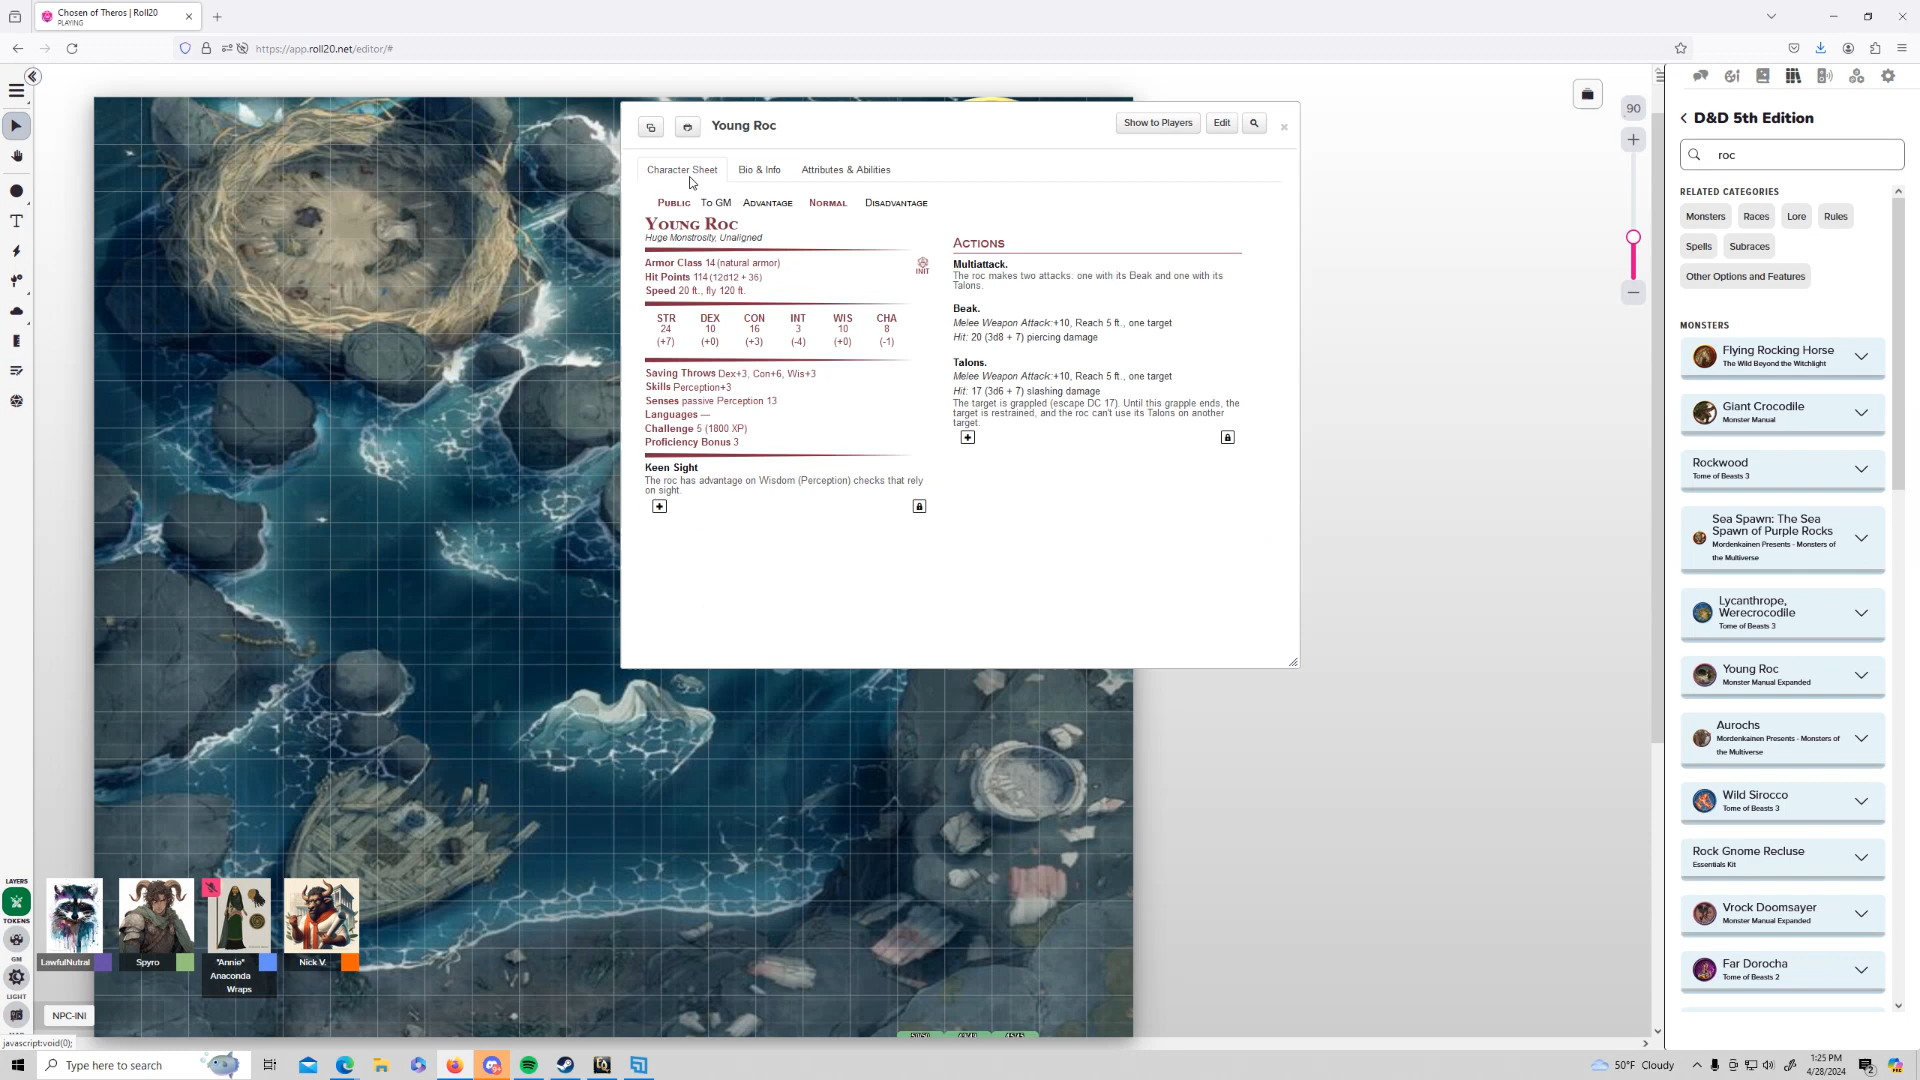 Chosen of Theros | Roll20
PLAYING
https://app.roll20.net/editor/#
Young Roc
Show to Players
Edit
Character Sheet
Bio & Info
Attributes & Abilities
PUBLIC TO GM ADVANTAGE NORMAL DISADVANTAGE
YOUNG ROC
Huge Monstrosity, Unaligned
Armor Class 14 (natural armor)
Hit Points 114 (12d12 + 36)
Speed 20 ft., fly 120 ft.
INIT
STR DEX CON INT WIS CHA
24 10 16 3 10 8
(+7) (+0) (+3) (-4) (+0) (-1)
Saving Throws Dex+3, Con+6, Wis+3
Skills Perception+3
Senses passive Perception 13
Languages —
Challenge 5 (1800 XP)
Proficiency Bonus 3
Keen Sight
The roc has advantage on Wisdom (Perception) checks that rely
on sight.
ACTIONS
Multiattack.
The roc makes two attacks: one with its Beak and one with its
Talons.
Beak.
Melee Weapon Attack:+10, Reach 5 ft., one target
Hit: 20 (3d8 + 7) piercing damage
Talons.
Melee Weapon Attack:+10, Reach 5 ft., one target
Hit: 17 (3d6 + 7) slashing damage
The target is grappled (escape DC 17). Until this grapple ends, the
target is restrained, and the roc can't use its Talons on another
target.
90
D&D 5th Edition
roc
RELATED CATEGORIES
Monsters
Races
Lore
Rules
Spells
Subraces
Other Options and Features
MONSTERS
Flying Rocking Horse
The Wild Beyond the Witchlight
Giant Crocodile
Monster Manual
Rockwood
Tome of Beasts 3
Sea Spawn: The Sea
Spawn of Purple Rocks
Mordenkainen Presents - Monsters of
the Multiverse
Lycanthrope,
Werecrocodile
Tome of Beasts 3
Young Roc
Monster Manual Expanded
Aurochs
Mordenkainen Presents - Monsters of
the Multiverse
Wild Sirocco
Tome of Beasts 3
Rock Gnome Recluse
Essentials Kit
Vrock Doomsayer
Monster Manual Expanded
Far Dorocha
Tome of Beasts 2
LAYERS
TOKENS
GM
LIGHT
LawfulNutral
Spyro
"Annie"
Anaconda
Wraps
Nick V.
NPC-INI
javascript:void(0);
Type here to search
50°F Cloudy
1:25 PM
4/28/2024